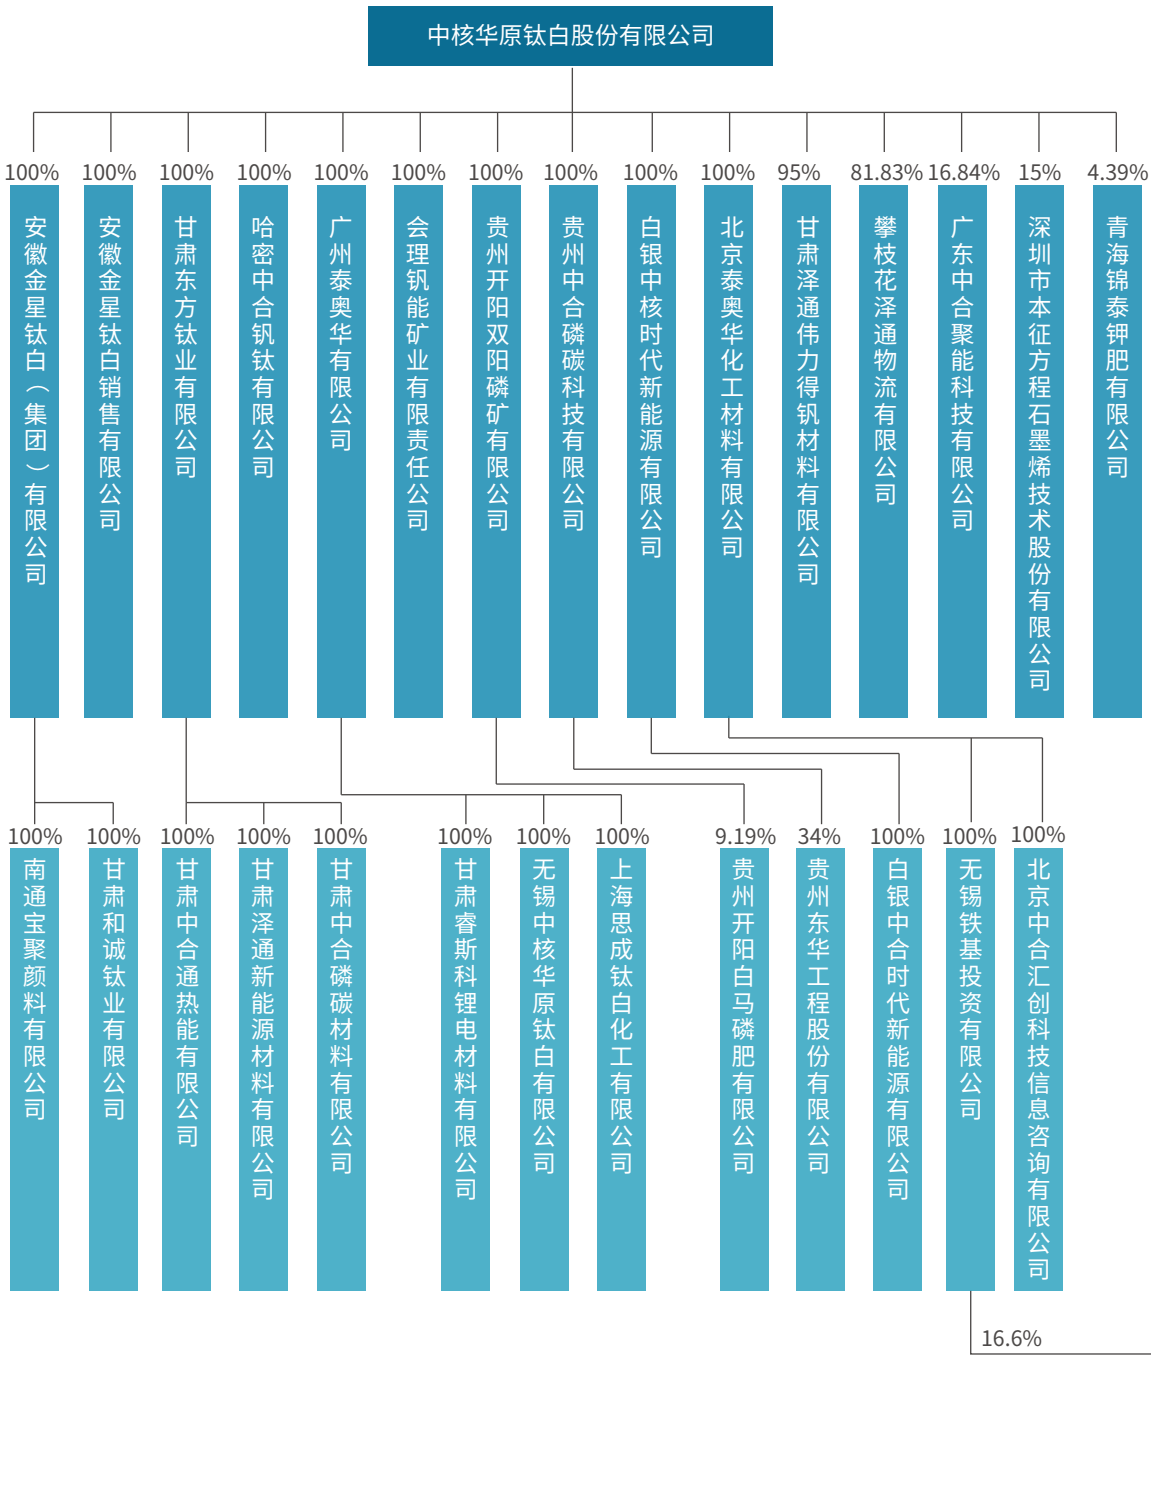 中核华原钛白股份有限公司
100%
100%
100%
100%
100%
100%
100%
100%
100%
100%
95%
81.83%
16.84%
15%
4.39%
安徽金星钛白（集团）有限公司
安徽金星钛白销售有限公司
甘肃东方钛业有限公司
哈密中合钒钛有限公司
广州泰奥华有限公司
会理钒能矿业有限责任公司
贵州开阳双阳磷矿有限公司
贵州中合磷碳科技有限公司
白银中核时代新能源有限公司
北京泰奥华化工材料有限公司
甘肃泽通伟力得钒材料有限公司
攀枝花泽通物流有限公司
广东中合聚能科技有限公司
深圳市本征方程石墨烯技术股份有限公司
青海锦泰钾肥有限公司
100%
100%
100%
100%
100%
100%
100%
100%
9.19%
34%
100%
100%
100%
南通宝聚颜料有限公司
甘肃和诚钛业有限公司
甘肃中合通热能有限公司
甘肃泽通新能源材料有限公司
甘肃中合磷碳材料有限公司
甘肃睿斯科锂电材料有限公司
无锡中核华原钛白有限公司
上海思成钛白化工有限公司
贵州开阳白马磷肥有限公司
贵州东华工程股份有限公司
白银中合时代新能源有限公司
无锡铁基投资有限公司
北京中合汇创科技信息咨询有限公司
16.6%